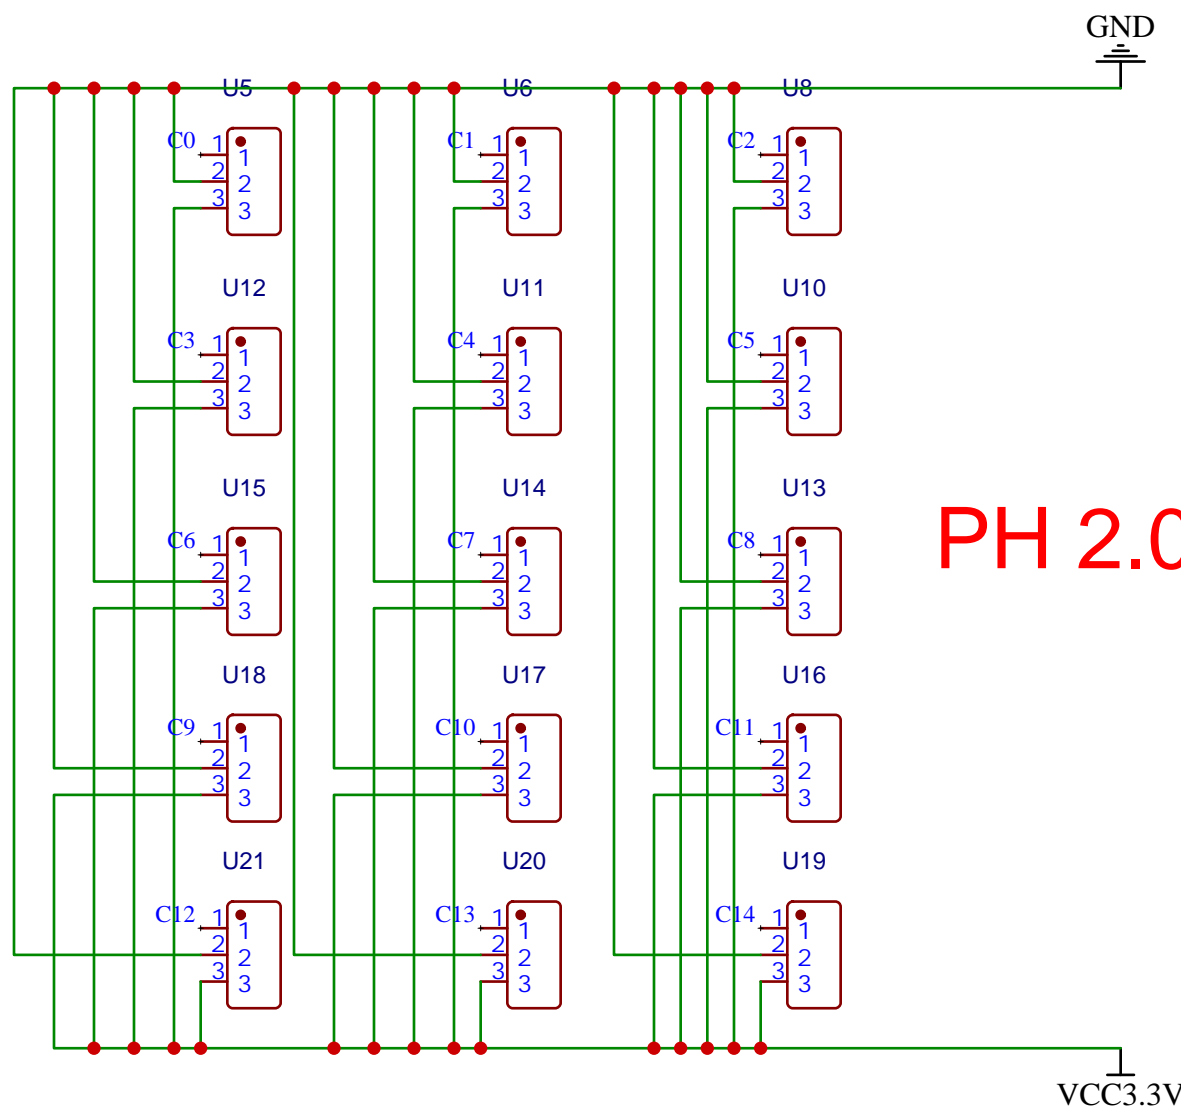 GND
U5 U6 U8
C0 1 1 C1 1 1 C2 1 1
2 2 2 2 2 2
3 3 3 3 3 3
U12 U11 U10
C3 1 1 C4 1 1 C5 1 1
2 2 2 2 2 2
3 3 3 3 3 3
U15 U14 U13
PH 2.0
C6 1 1 C7 1 1 C8 1 1
2 2 2 2 2 2
3 3 3 3 3 3
U18 U17 U16
C9 1 1 C10 1 1 C11 1 1
2 2 2 2 2 2
3 3 3 3 3 3
U21 U20 U19
C12 1 1 C13 1 1 C14 1 1
2 2 2 2 2 2
3 3 3 3 3 3
VCC3.3V